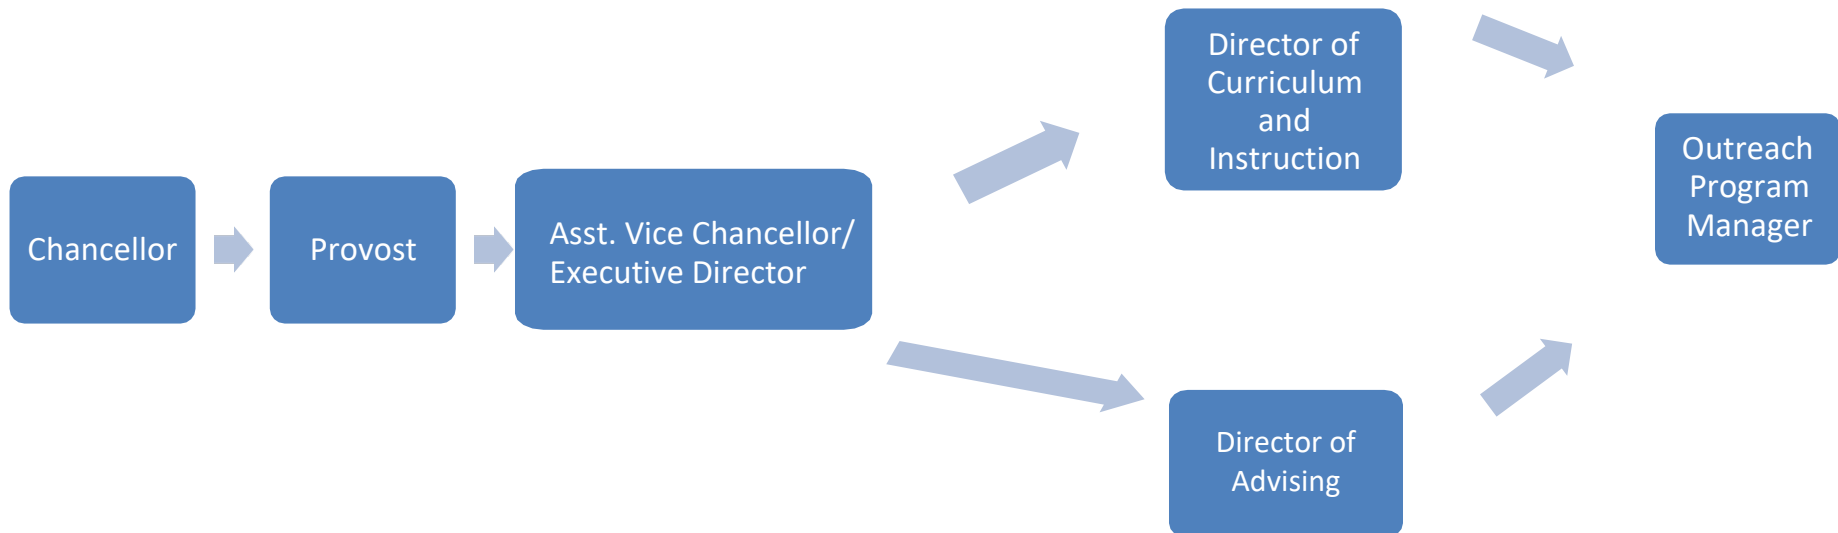 Chancellor
Provost
Asst. Vice Chancellor/
Executive Director
Director of
Curriculum
and
Instruction
Director of
Advising
Outreach
Program
Manager